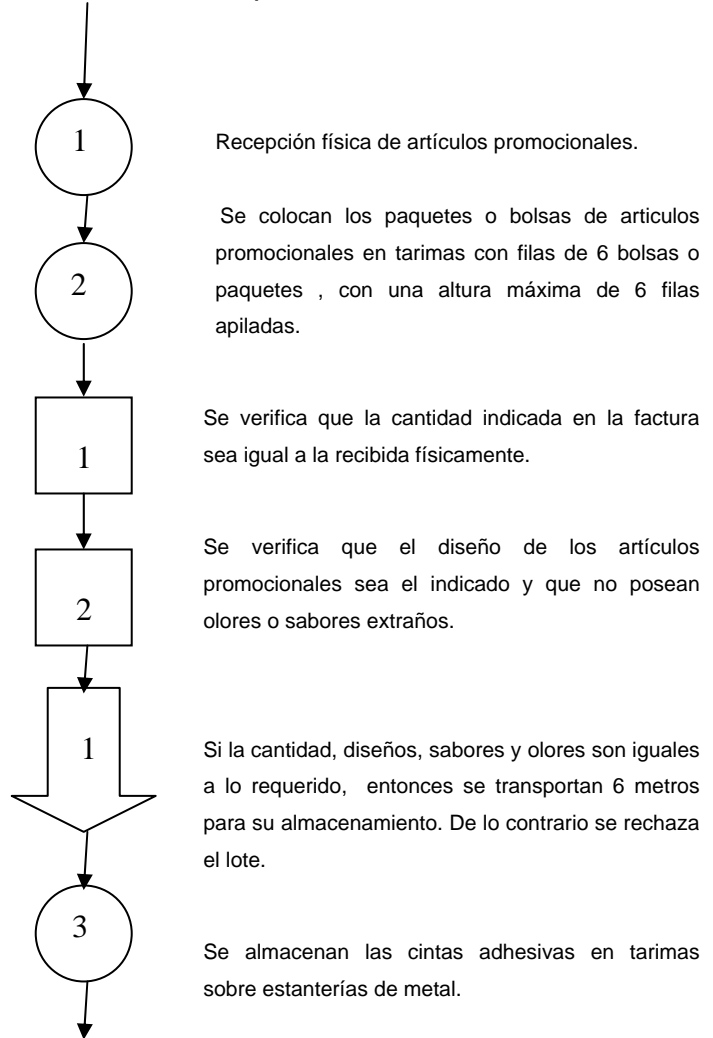 1
Recepción física de artículos promocionales.
2
Se colocan los paquetes o bolsas de articulos
promocionales en tarimas con filas de 6 bolsas o
paquetes , con una altura máxima de 6 filas
apiladas.
1
Se verifica que la cantidad indicada en la factura
sea igual a la recibida físicamente.
2
Se verifica que el diseño de los artículos
promocionales sea el indicado y que no posean
olores o sabores extraños.
1
Si la cantidad, diseños, sabores y olores son iguales
a lo requerido, entonces se transportan 6 metros
para su almacenamiento. De lo contrario se rechaza
el lote.
3
Se almacenan las cintas adhesivas en tarimas
sobre estanterías de metal.